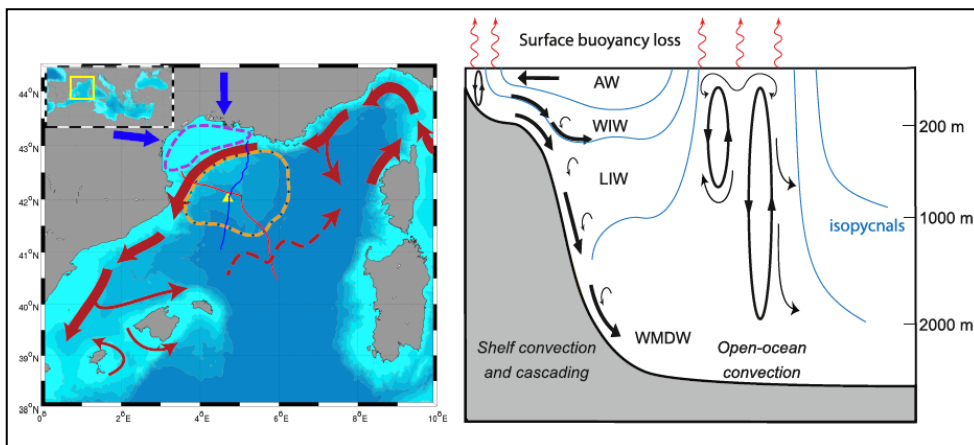 44°N
43°N
42°N
41°N
40°N
39°N
38°N
0°
2°E
4°E
6°E
8°E
10°E
Surface buoyancy loss
AW
WIW
200 m
LIW
1000 m
isopycnals
2000 m
WMDW
Shelf convection
and cascading
Open-ocean
convection